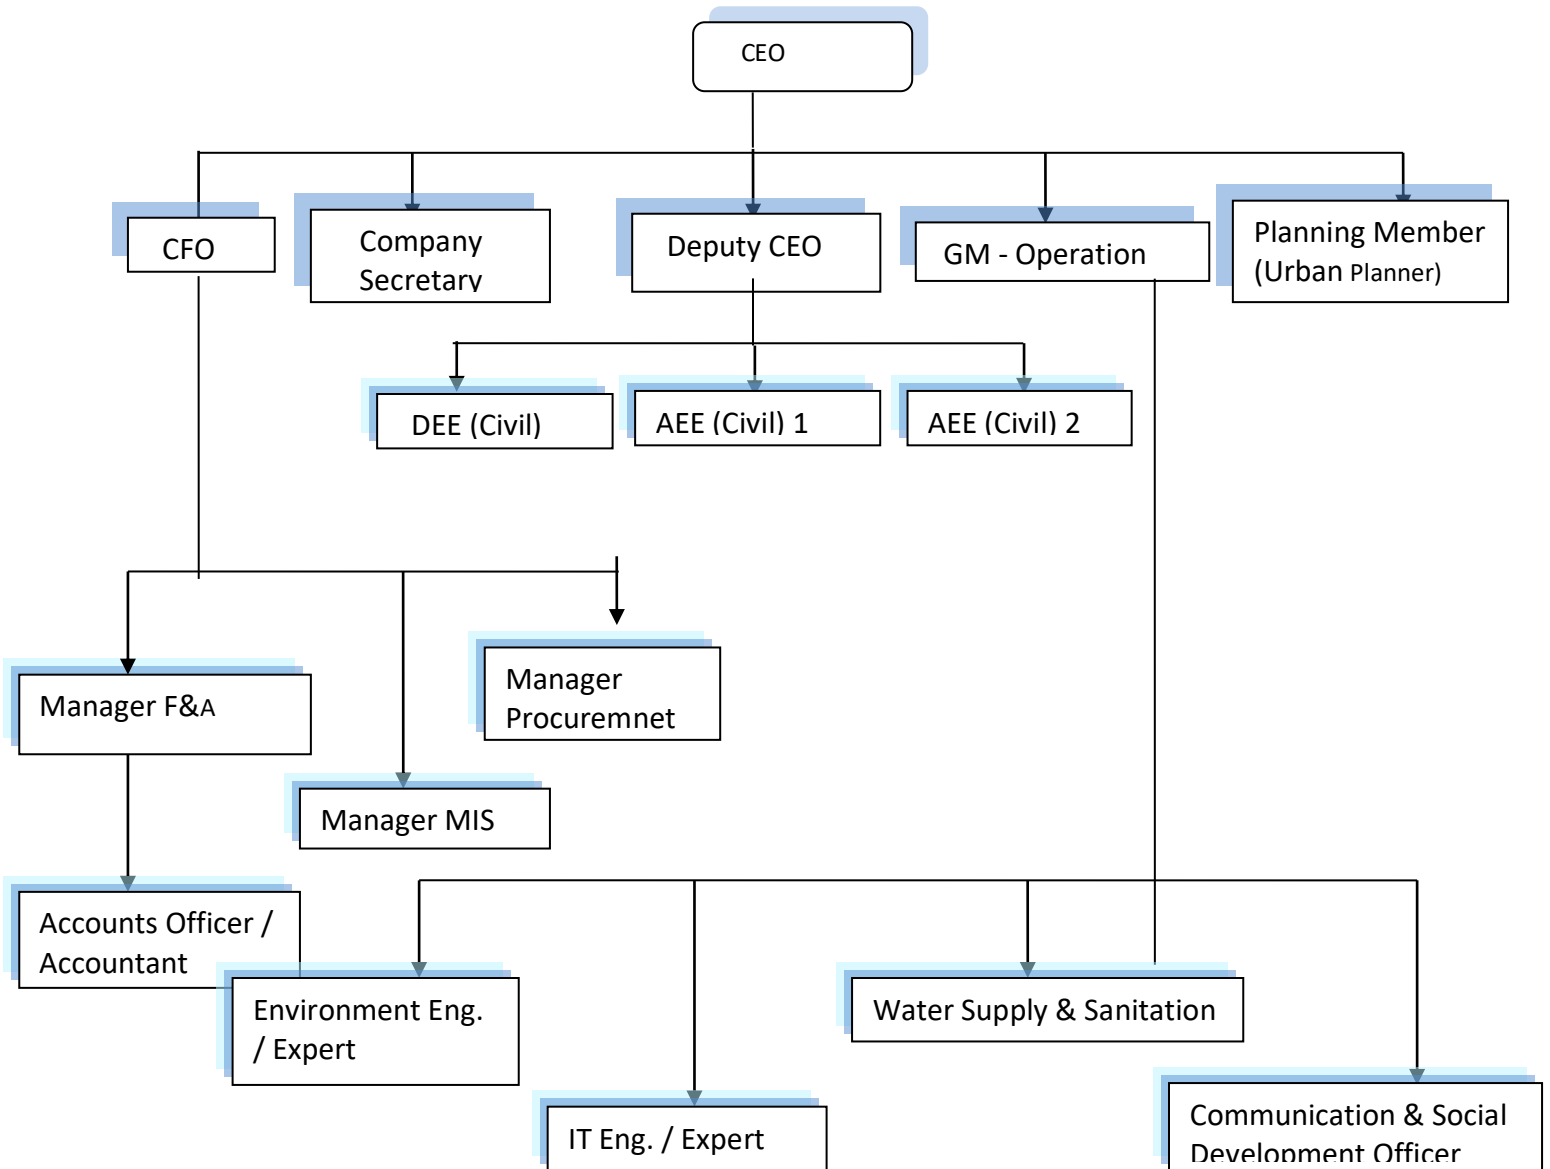 CEO
CFO
Company
Secretary
Deputy CEO
GM - Operation
Planning Member
(Urban Planner)
DEE (Civil)
AEE (Civil) 1
AEE (Civil) 2
Manager F&A
Manager
Procuremnet
Manager MIS
Accounts Officer /
Accountant
Environment Eng.
/ Expert
Water Supply & Sanitation
IT Eng. / Expert
Communication & Social
Development Officer